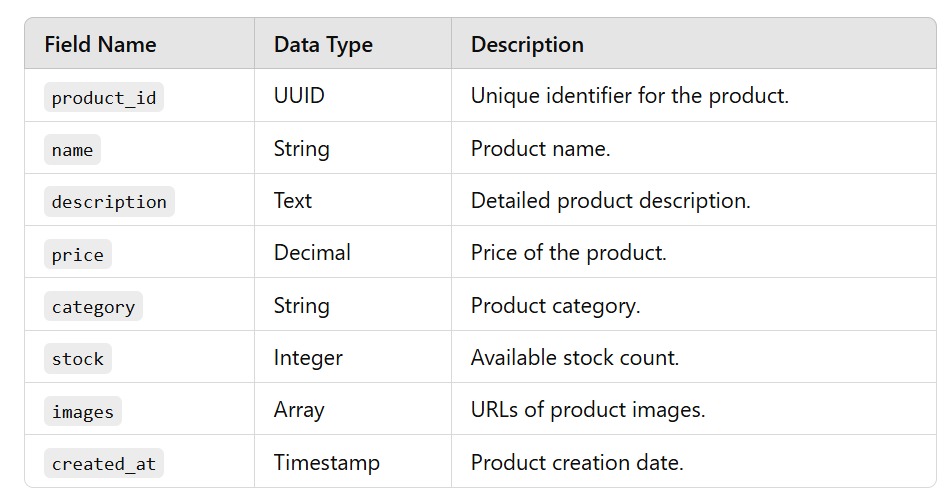 Field Name Data Type Description
product_id UUID Unique identifier for the product.
name String Product name.
description Text Detailed product description.
price Decimal Price of the product.
category String Product category.
stock Integer Available stock count.
images Array URLs of product images.
created_at Timestamp Product creation date.